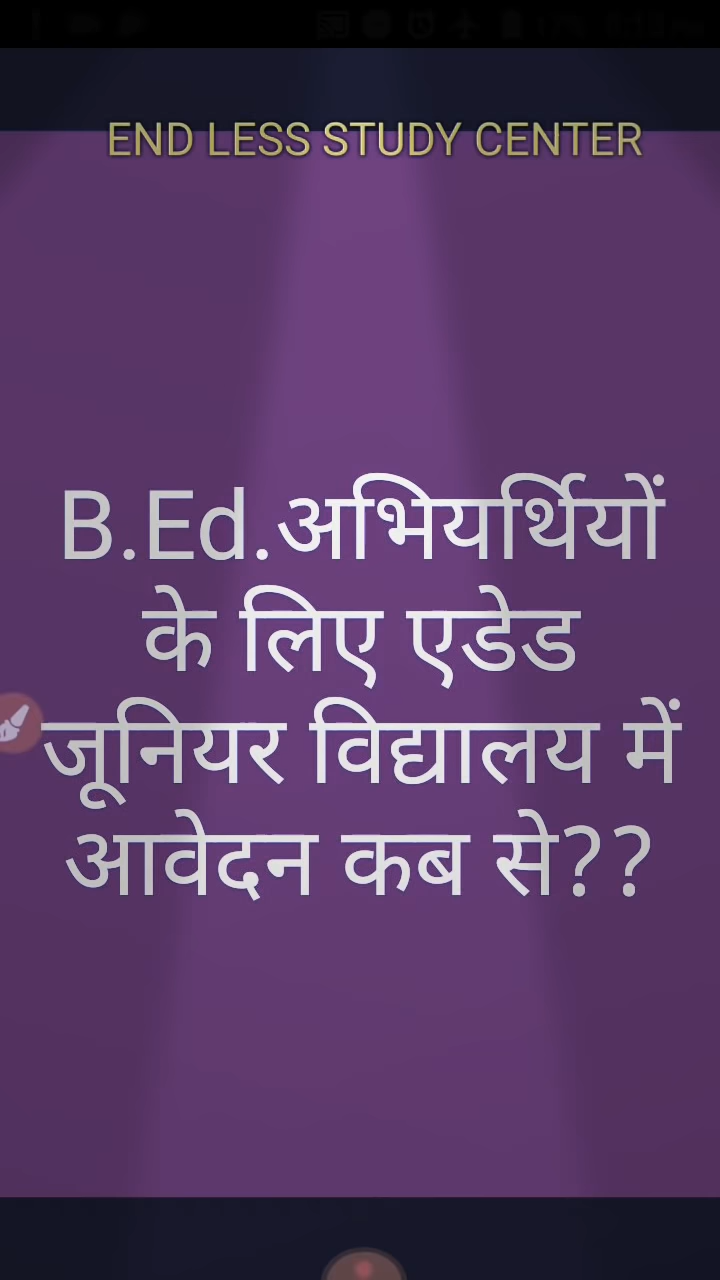 END LESS STUDY CENTER
B.Ed.अभियर्थियों
के लिए एडेड
जूनियर विद्यालय में
आवेदन कब से??